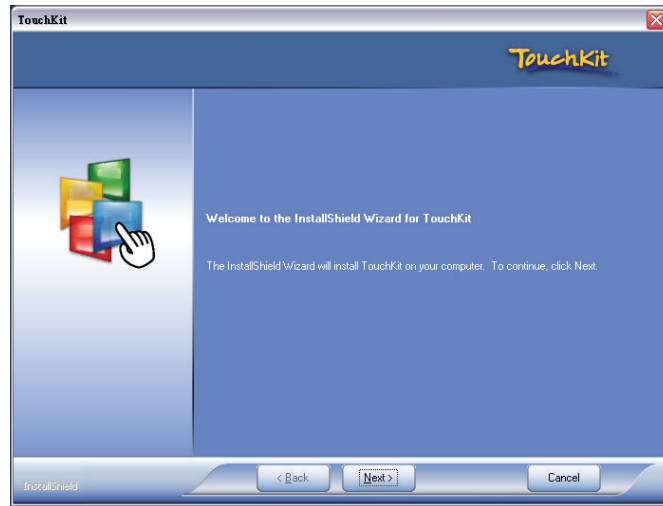 TouchKit
TouchKit
Welcome to the InstallShield Wizard for TouchKit
The InstallShield Wizard will install TouchKit on your computer. To continue, click Next.
InstallShield
< Back
Next >
Cancel